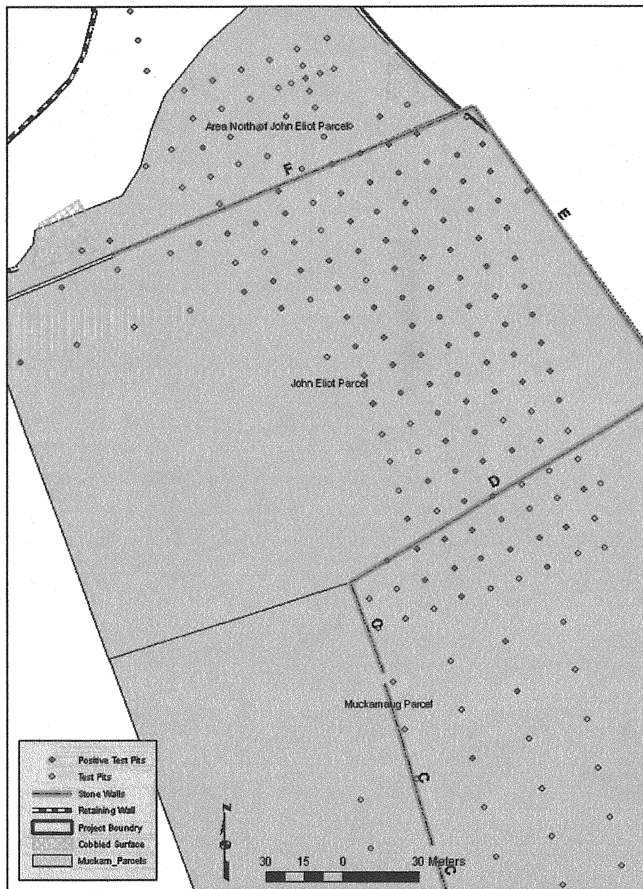 Area North of John Eliot Parcel
F
E
John Eliot Parcel
D
C
Muckamaug Parcel
C
C
Positive Test Pits
Test Pits
Stone Walls
Retaining Wall
Project Boundary
Cobbled Surface
Muckam_Parcels
N
30 15 0 30 Meters